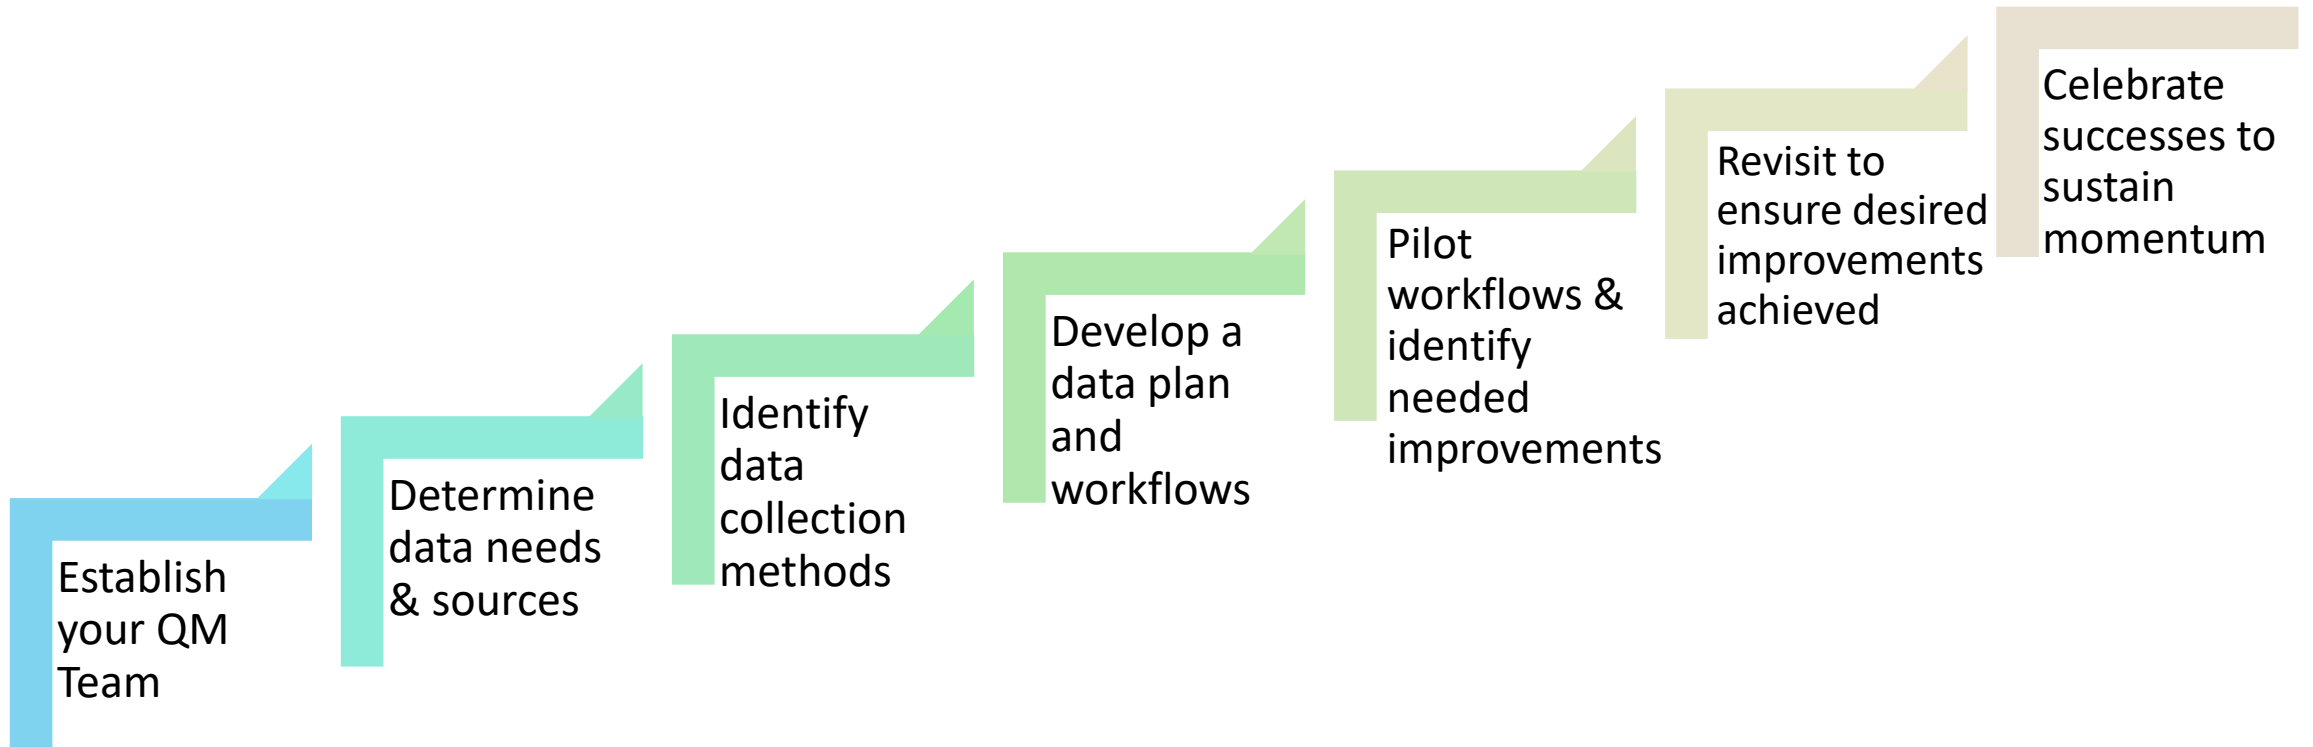 Establish
your QM
Team
Determine
data needs
& sources
Identify
data
collection
methods
Develop a
data plan
and
workflows
Pilot
workflows &
identify
needed
improvements
Revisit to
ensure desired
improvements
achieved
Celebrate
successes to
sustain
momentum